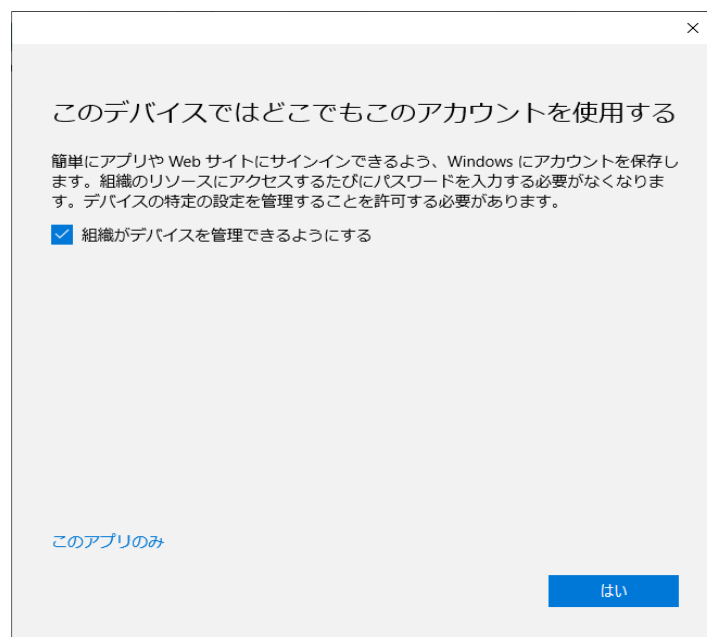 このデバイスではどこでもこのアカウントを使用する
簡単にアプリや Web サイトにサインインできるよう、Windows にアカウントを保存し
ます。組織のリソースにアクセスするたびにパスワードを入力する必要がなくなりま
す。デバイスの特定の設定を管理することを許可する必要があります。
組織がデバイスを管理できるようにする
このアプリのみ
はい